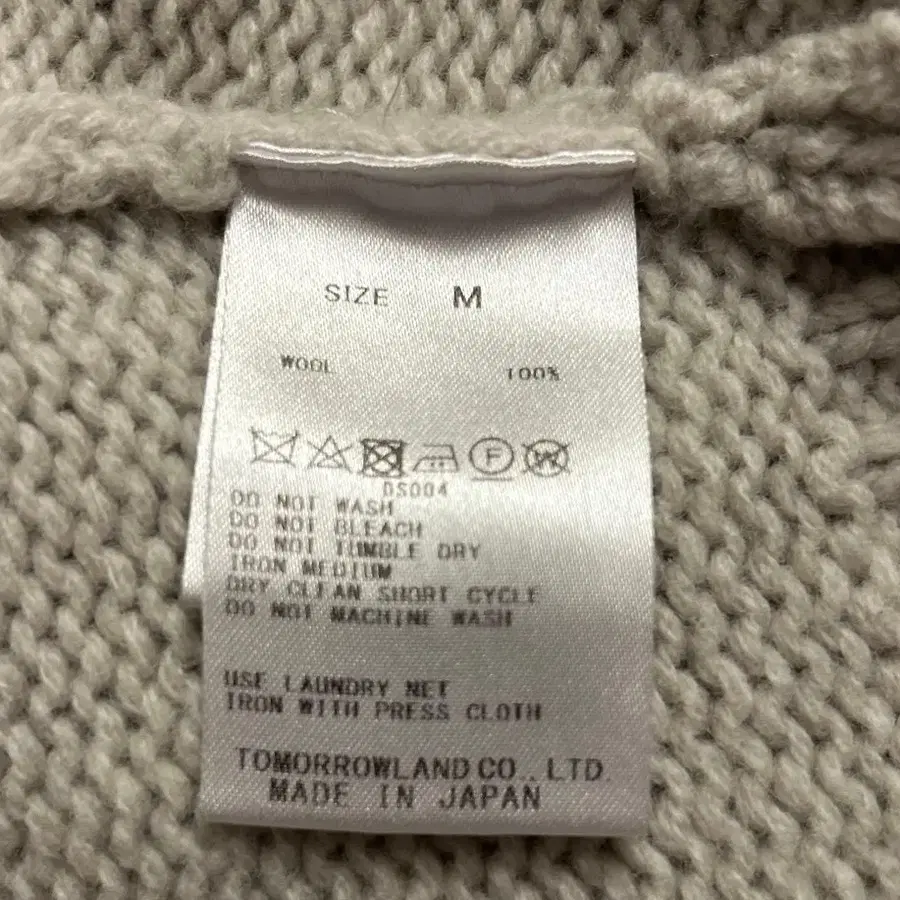 SIZE M
WOOL 100%
F W
DS004
DO NOT WASH
DO NOT BLEACH
DO NOT TUMBLE DRY
IRON MEDIUM
DRY CLEAN SHORT CYCLE
DO NOT MACHINE WASH
USE LAUNDRY NET
IRON WITH PRESS CLOTH
TOMORROWLAND CO., LTD.
MADE IN JAPAN